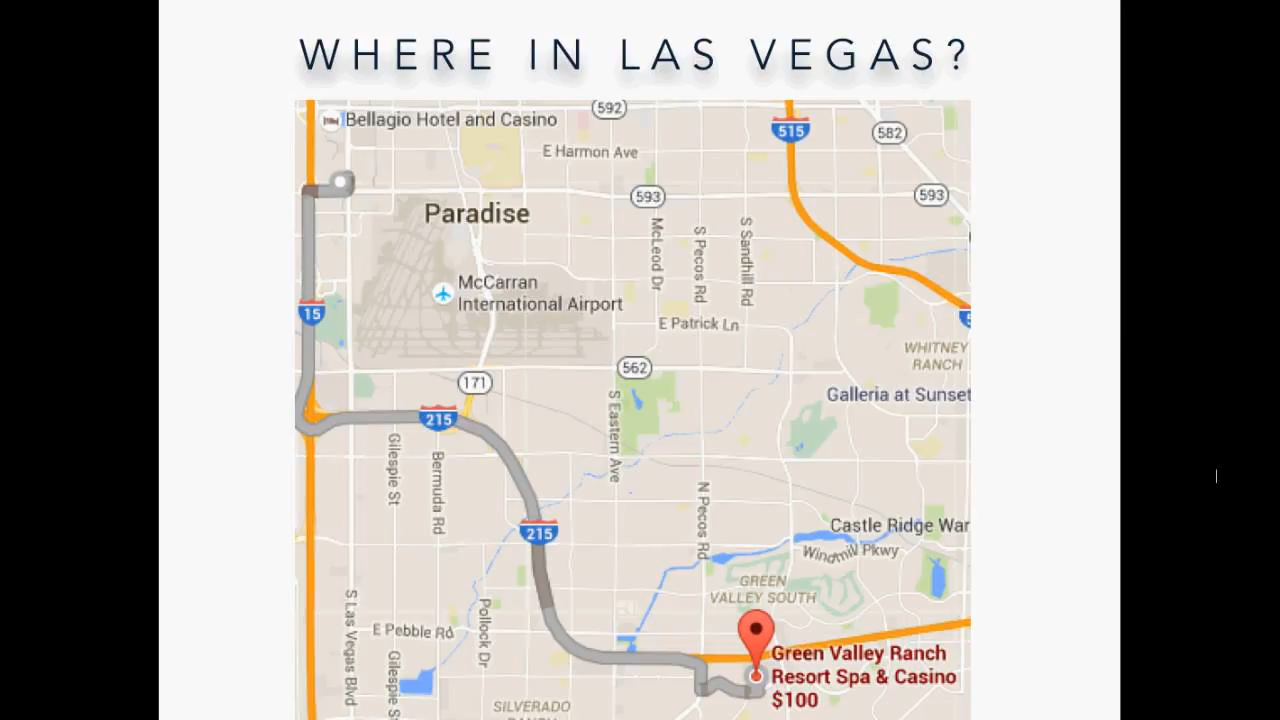 WHERE IN LAS VEGAS?
592
Bellagio Hotel and Casino
515
582
E Harmon Ave
593
593
Paradise
McLeod Dr
S Pecos Rd
S Sandhill Rd
McCarran
International Airport
15
E Patrick Ln
WHITNEY
RANCH
562
171
Galleria at Sunset
215
S Eastern Ave
Gilespie St
Bermuda Rd
N Pecos Rd
215
Castle Ridge War
Windmill Pkwy
GREEN
VALLEY SOUTH
S Las Vegas Blvd
E Pebble Rd
Pollock Dr
Gilespie S
Green Valley Ranch
Resort Spa & Casino
$100
SILVERADO